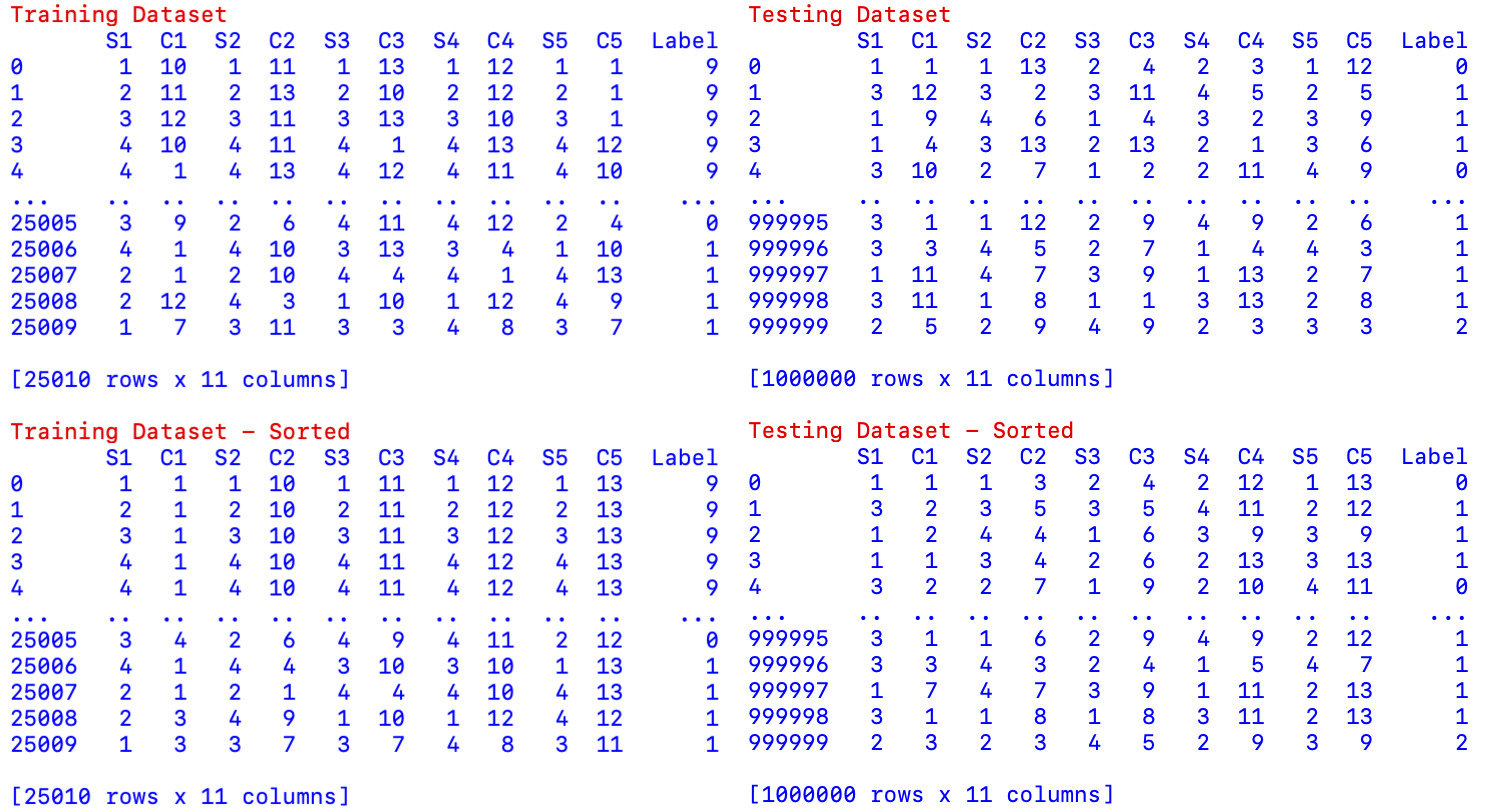 Training Dataset
S1 C1 S2 C2 S3 C3 S4 C4 S5 C5 Label
0 1 10 1 11 1 13 1 12 1 1 9
1 2 11 2 13 2 10 2 12 2 1 9
2 3 12 3 11 3 13 3 10 3 1 9
3 4 10 4 11 4 1 4 13 4 12 9
4 4 1 4 13 4 12 4 11 4 10 9
... .. .. .. .. .. .. .. .. .. .. ...
25005 3 9 2 6 4 11 4 12 2 4 0
25006 4 1 4 10 3 13 3 4 1 10 1
25007 2 1 2 10 4 4 4 1 4 13 1
25008 2 12 4 3 1 10 1 12 4 9 1
25009 1 7 3 11 3 3 4 8 3 7 1
[25010 rows x 11 columns]
Testing Dataset
S1 C1 S2 C2 S3 C3 S4 C4 S5 C5 Label
0 1 1 1 13 2 4 2 3 1 12 0
1 3 12 3 2 3 11 4 5 2 5 1
2 1 9 4 6 1 4 3 2 3 9 1
3 1 4 3 13 2 13 2 1 3 6 1
4 3 10 2 7 1 2 2 11 4 9 0
... .. .. .. .. .. .. .. .. .. .. ...
999995 3 1 1 12 2 9 4 9 2 6 1
999996 3 3 4 5 2 7 1 4 4 3 1
999997 1 11 4 7 3 9 1 13 2 7 1
999998 3 11 1 8 1 1 3 13 2 8 1
999999 2 5 2 9 4 9 2 3 3 3 2
[1000000 rows x 11 columns]
Training Dataset – Sorted
S1 C1 S2 C2 S3 C3 S4 C4 S5 C5 Label
0 1 1 1 10 1 11 1 12 1 13 9
1 2 1 2 10 2 11 2 12 2 13 9
2 3 1 3 10 3 11 3 12 3 13 9
3 4 1 4 10 4 11 4 12 4 13 9
4 4 1 4 10 4 11 4 12 4 13 9
... .. .. .. .. .. .. .. .. .. .. ...
25005 3 4 2 6 4 9 4 11 2 12 0
25006 4 1 4 4 3 10 3 10 1 13 1
25007 2 1 2 1 4 4 4 10 4 13 1
25008 2 3 4 9 1 10 1 12 4 12 1
25009 1 3 3 7 3 7 4 8 3 11 1
[25010 rows x 11 columns]
Testing Dataset – Sorted
S1 C1 S2 C2 S3 C3 S4 C4 S5 C5 Label
0 1 1 1 3 2 4 2 12 1 13 0
1 3 2 3 5 3 5 4 11 2 12 1
2 1 2 4 4 1 6 3 9 3 9 1
3 1 1 3 4 2 6 2 13 3 13 1
4 3 2 2 7 1 9 2 10 4 11 0
... .. .. .. .. .. .. .. .. .. .. ...
999995 3 1 1 6 2 9 4 9 2 12 1
999996 3 3 4 3 2 4 1 5 4 7 1
999997 1 7 4 7 3 9 1 11 2 13 1
999998 3 1 1 8 1 8 3 11 2 13 1
999999 2 3 2 3 4 5 2 9 3 9 2
[1000000 rows x 11 columns]